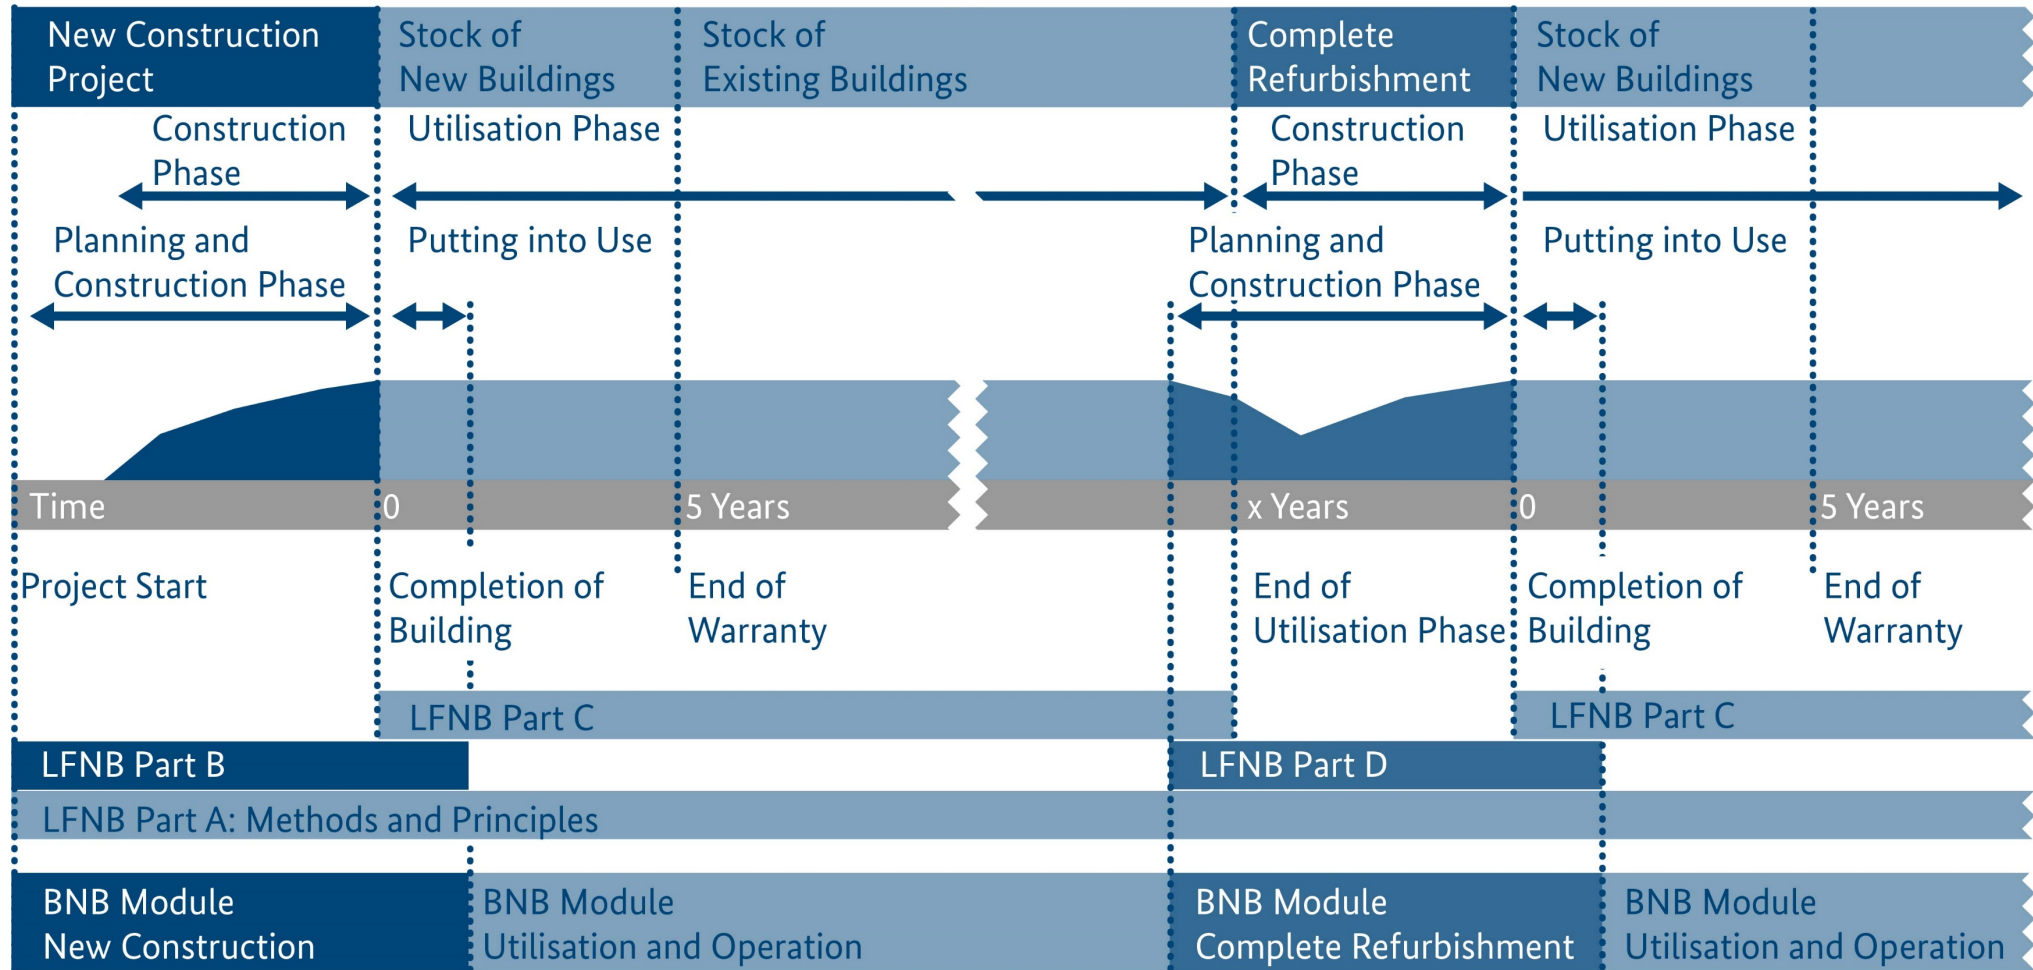 New Construction
Project
Stock of
New Buildings
Stock of
Existing Buildings
Complete
Refurbishment
Stock of
New Buildings
Construction
Phase
Utilisation Phase
Construction
Phase
Utilisation Phase
Planning and
Construction Phase
Putting into Use
Planning and
Construction Phase
Putting into Use
Time
0
5 Years
x Years
0
5 Years
Project Start
Completion of
Building
End of
Warranty
End of
Utilisation Phase
Completion of
Building
End of
Warranty
LFNB Part C
LFNB Part C
LFNB Part B
LFNB Part D
LFNB Part A: Methods and Principles
BNB Module
New Construction
BNB Module
Utilisation and Operation
BNB Module
Complete Refurbishment
BNB Module
Utilisation and Operation